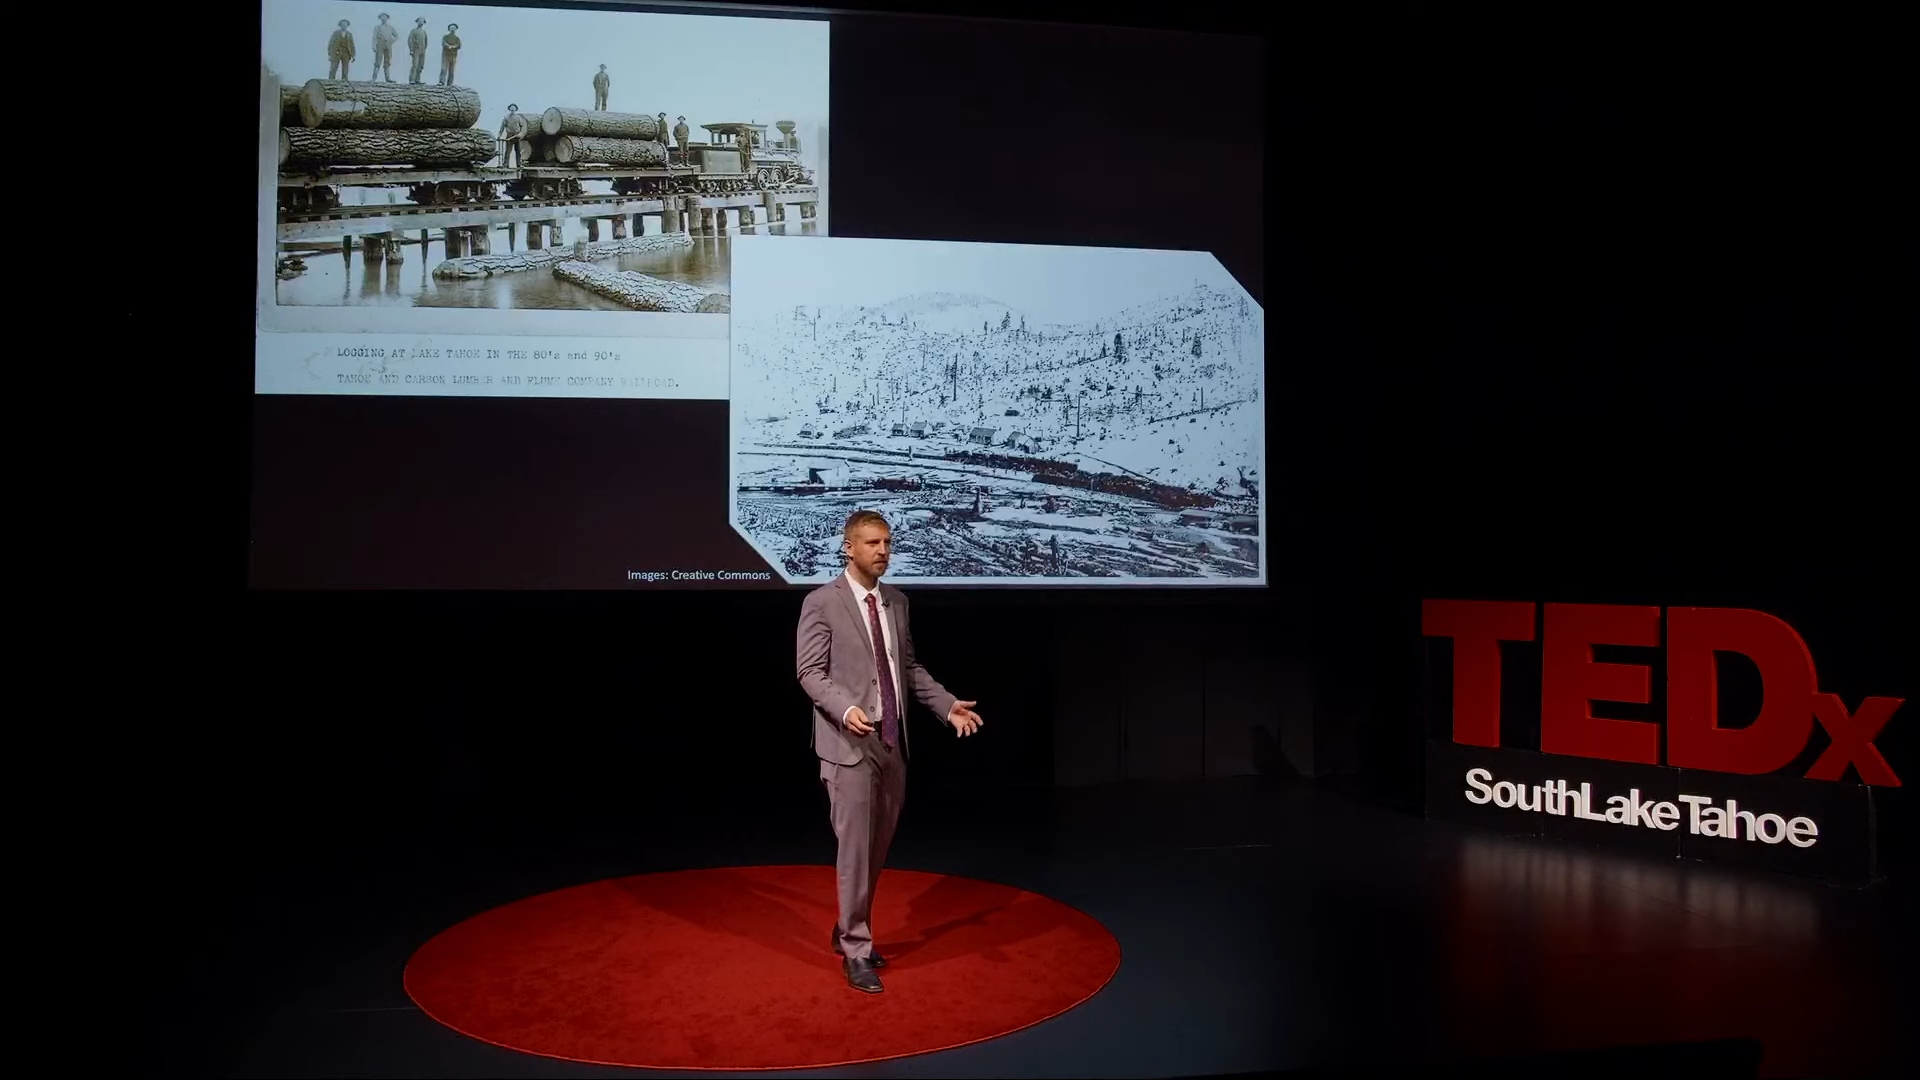 LOGGING AT LAKE TAHOE IN THE 80's and 90's
TAHOE AND CARSON LUMBER AND FLUME COMPANY RAILROAD.
Images: Creative Commons
TEDx
SouthLakeTahoe